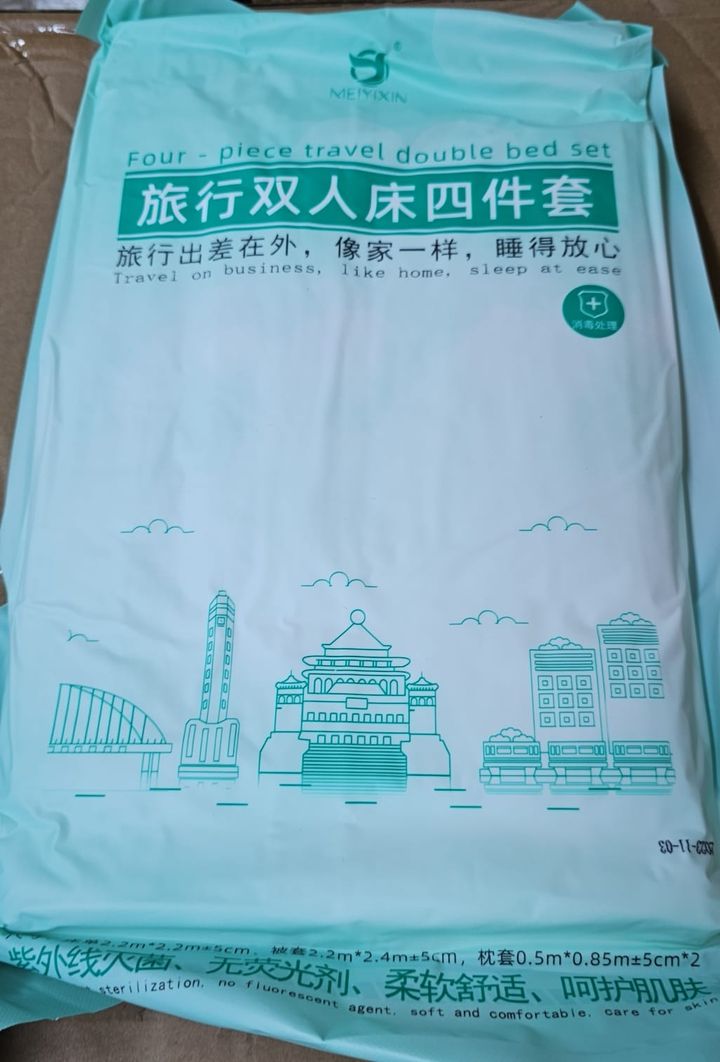 MEIYIXIN
Four - piece travel double bed set
旅行双人床四件套
旅行出差在外，像家一样，睡得放心
Travel on business, like home, sleep at ease
消毒处理
2.2m*2.2m±5cm、被套2.2m*2.4m±5cm，枕套0.5m*0.85m±5cm*2
紫外线灭菌、无荧光剂、柔软舒适、呵护肌肤
sterilization, no fluorescent agent, soft and comfortable, care for skin